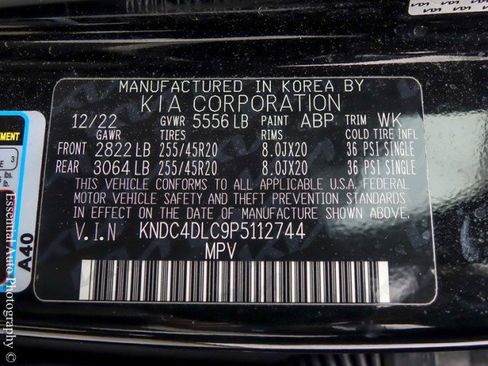 MANUFACTURED IN KOREA BY
KIA CORPORATION
12/22 GVWR 5556 LB PAINT ABP TRIM WK
GAWR TIRES RIMS COLD TIRE INFL
FRONT 2822 LB 255/45R20 8.0JX20 36 PSI SINGLE
REAR 3064 LB 255/45R20 8.0JX20 36 PSI SINGLE
THIS VEHICLE CONFORMS TO ALL APPLICABLE U.S.A. FEDERAL
MOTOR VEHICLE SAFETY AND THEFT PREVENTION STANDARDS
IN EFFECT ON THE DATE OF MANUFACTURE SHOWN ABOVE.
V.I.N KNDC4DLC9P5112744
MPV
A40
EMENT
3
lbs.
© Essential Auto Photography